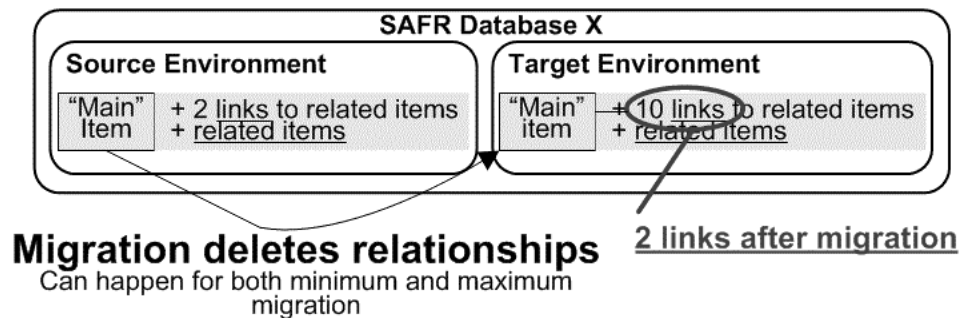 SAFR Database X
Source Environment
"Main" Item
+ 2 links to related items
+ related items
Target Environment
"Main" item
+ 10 links to related items
+ related items
Migration deletes relationships
Can happen for both minimum and maximum
migration
2 links after migration